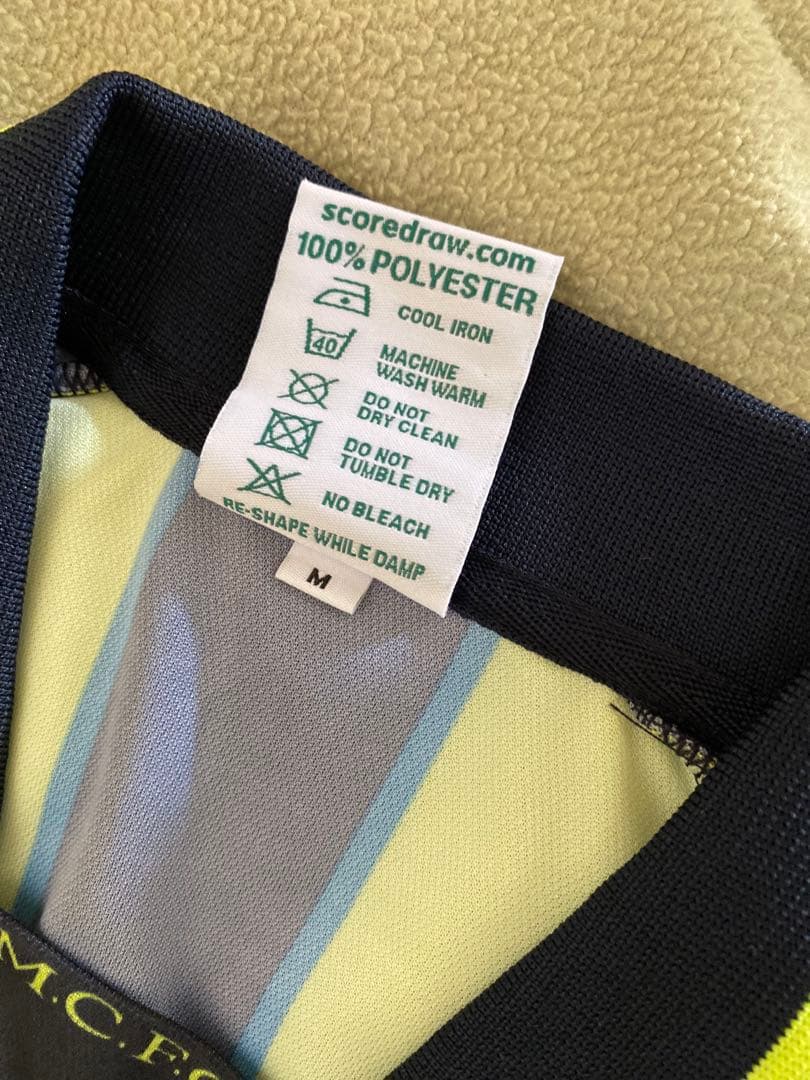 scoredraw.com
100% POLYESTER
COOL IRON
40
MACHINE
WASH WARM
DO NOT
DRY CLEAN
DO NOT
TUMBLE DRY
NO BLEACH
RE-SHAPE WHILE DAMP
M
M.C.F.C